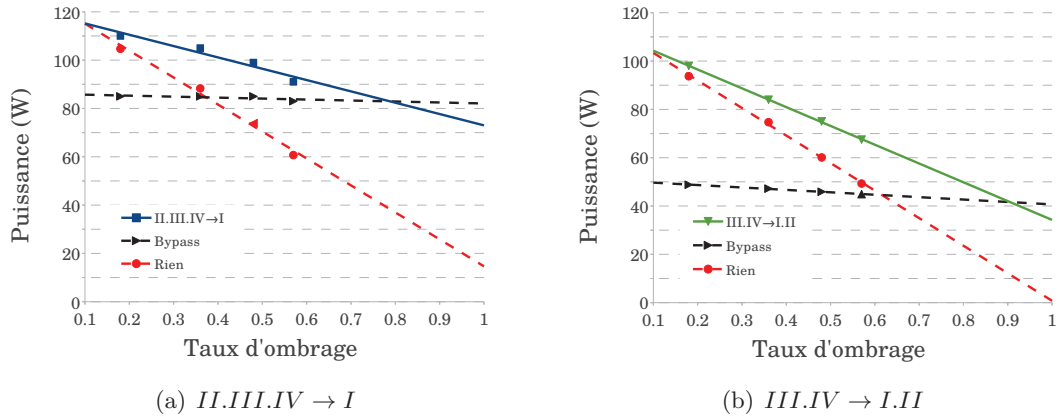 120
100
80
60
40
20
0
Puissance (W)
II.III.IV→I
Bypass
Rien
0.1 0.2 0.3 0.4 0.5 0.6 0.7 0.8 0.9 1
Taux d'ombrage
(a) II.III.IV → I
120
100
80
60
40
20
0
Puissance (W)
III.IV→I.II
Bypass
Rien
0.1 0.2 0.3 0.4 0.5 0.6 0.7 0.8 0.9 1
Taux d'ombrage
(b) III.IV → I.II